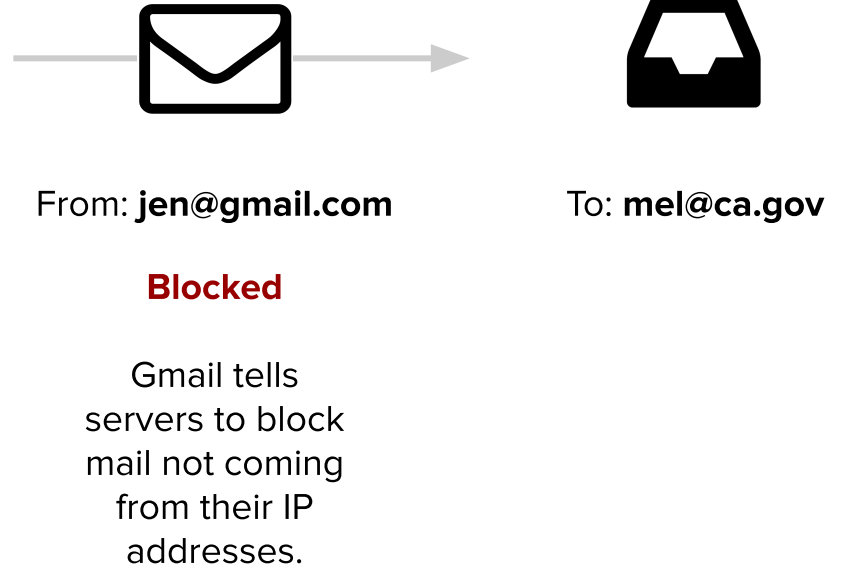 From: jen@gmail.com
To: mel@ca.gov
Blocked
Gmail tells
servers to block
mail not coming
from their IP
addresses.